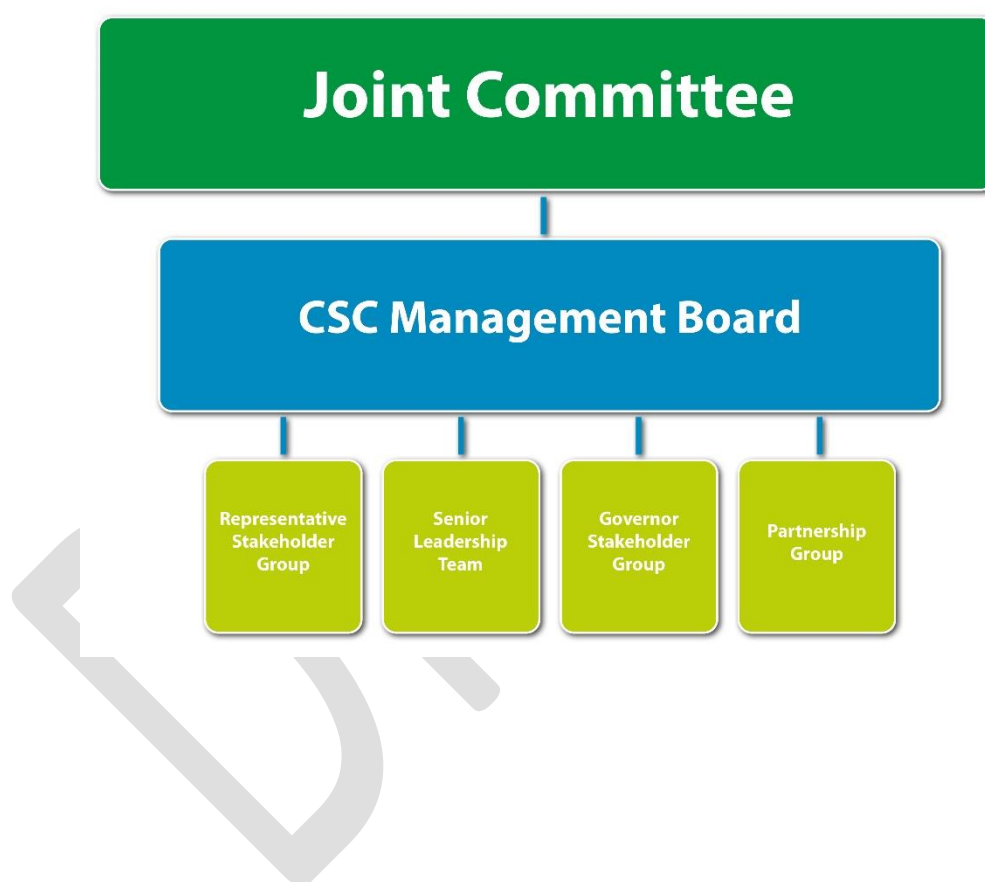 Joint Committee
CSC Management Board
Representative
Stakeholder
Group
Senior
Leadership
Team
Governor
Stakeholder
Group
Partnership
Group